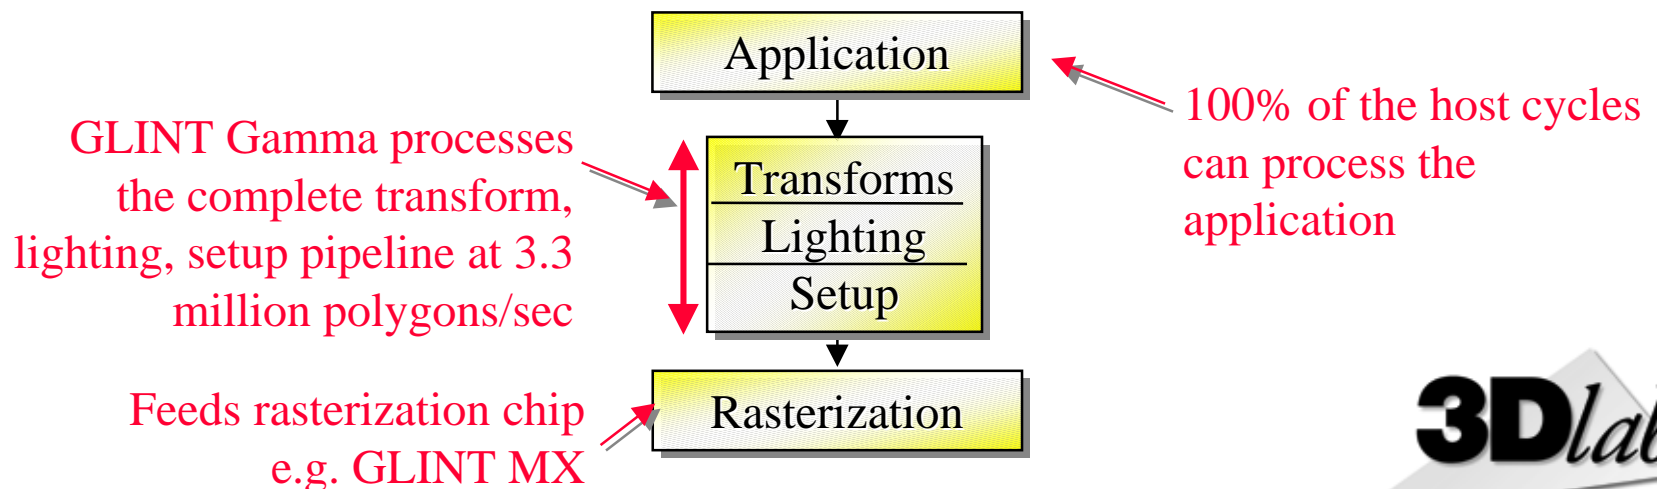 Application
100% of the host cycles
can process the
application
GLINT Gamma processes
the complete transform,
lighting, setup pipeline at 3.3
million polygons/sec
Transforms
Lighting
Setup
Feeds rasterization chip
e.g. GLINT MX
Rasterization
3Dlab